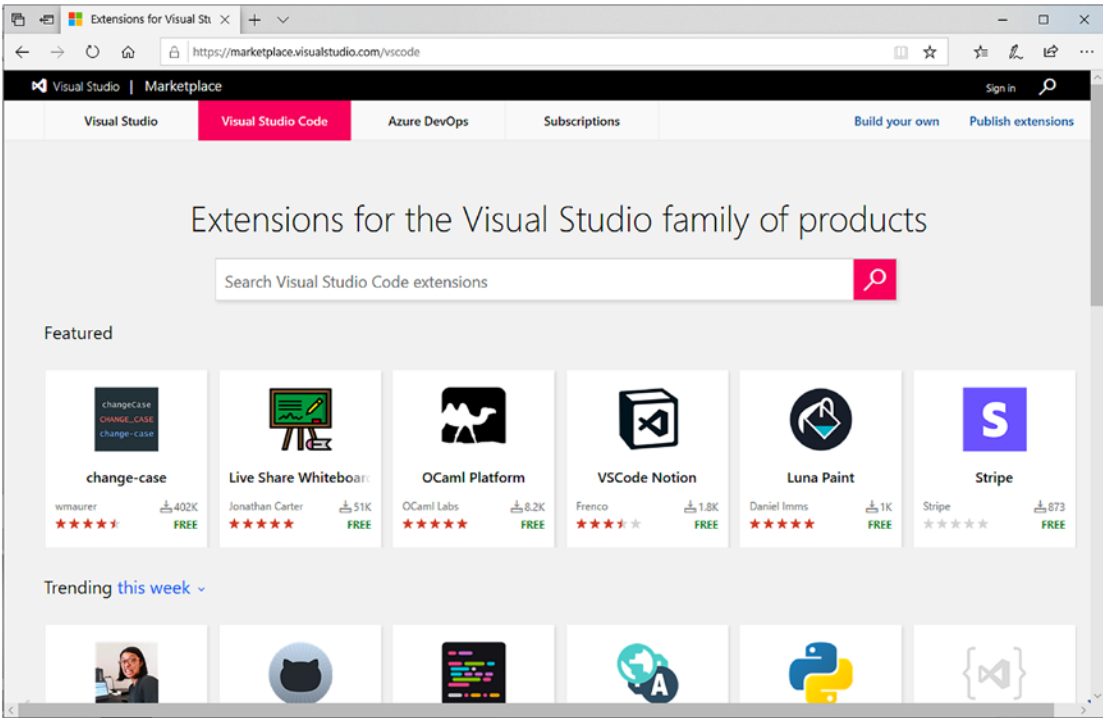 Extensions for Visual Stu
https://marketplace.visualstudio.com/vscode
Visual Studio | Marketplace
Sign in
Visual Studio
Visual Studio Code
Azure DevOps
Subscriptions
Build your own
Publish extensions
Extensions for the Visual Studio family of products
Search Visual Studio Code extensions
Featured
changeCase
CHANGE_CASE
change-case
change-case
wmaurer 402K
FREE
Live Share Whiteboard
Jonathan Carter 51K
FREE
OCaml Platform
OCaml Labs 8.2K
FREE
VSCode Notion
Frenco 1.8K
FREE
Luna Paint
Daniel Imms 1K
FREE
S
Stripe
Stripe 873
FREE
Trending this week
A